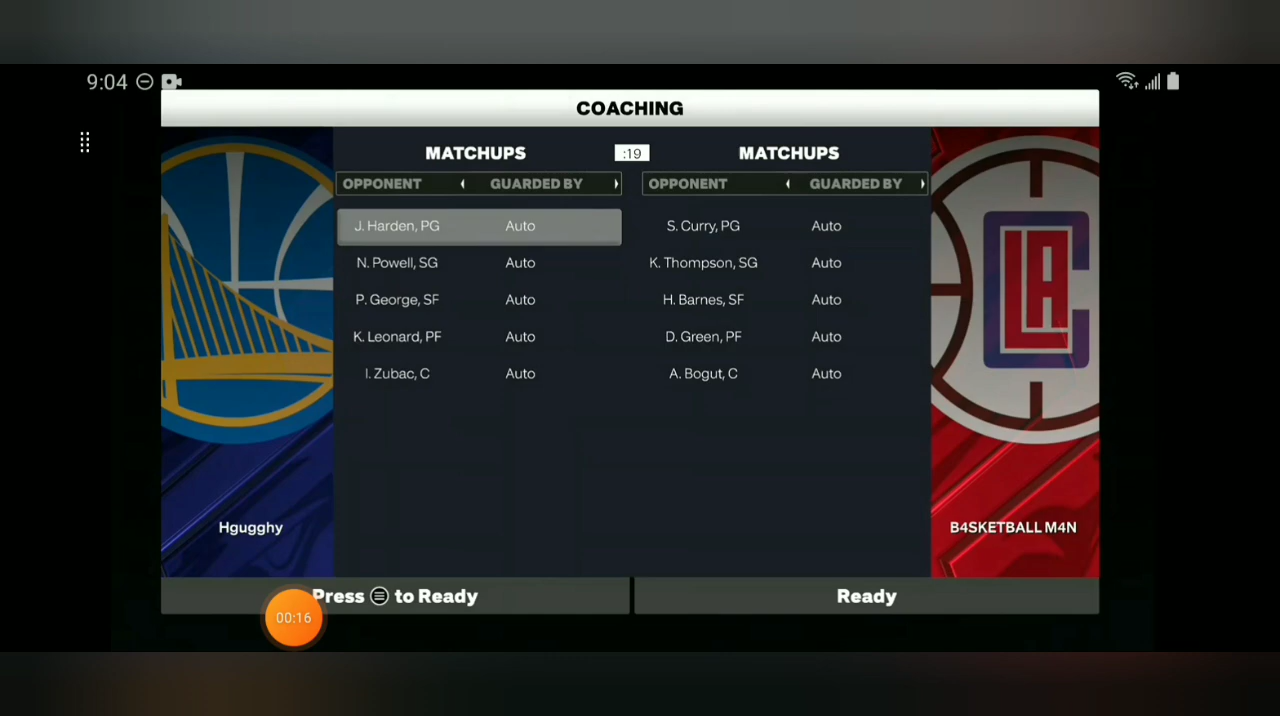 9:04
COACHING
MATCHUPS :19 MATCHUPS
OPPONENT GUARDED BY OPPONENT GUARDED BY
J. Harden, PG Auto S. Curry, PG Auto
N. Powell, SG Auto K. Thompson, SG Auto
P. George, SF Auto H. Barnes, SF Auto
K. Leonard, PF Auto D. Green, PF Auto
I. Zubac, C Auto A. Bogut, C Auto
LA
Hgugghy B4SKETBALL M4N
Press to Ready Ready
00:16